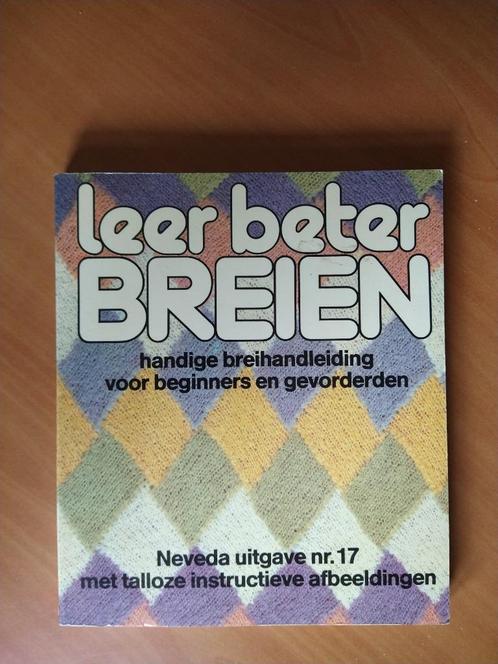 leer beter
BREIEN
handige breihandleiding
voor beginners en gevorderden
Neveda uitgave nr. 17
met talloze instructieve afbeeldingen